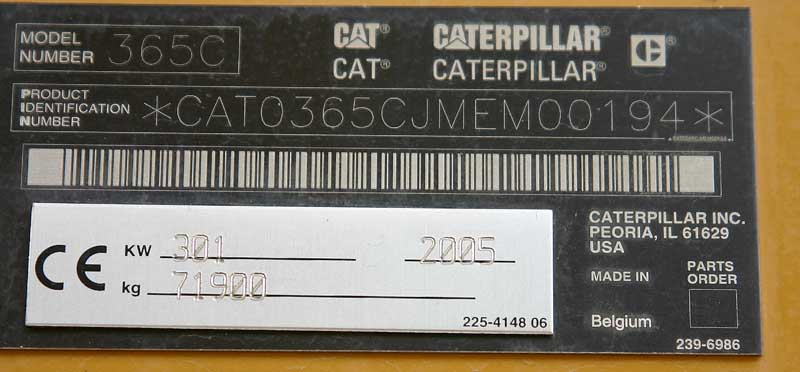 MODEL
NUMBER 365C
CAT® CATERPILLAR® C®
CAT® CATERPILLAR®
PRODUCT
IDENTIFICATION
NUMBER *CAT0365CJMEM00194*
CE KW 301 2005
kg 71900
225-4148 06
CATERPILLAR INC.
PEORIA, IL 61629
USA
MADE IN
Belgium
PARTS
ORDER
239-6986